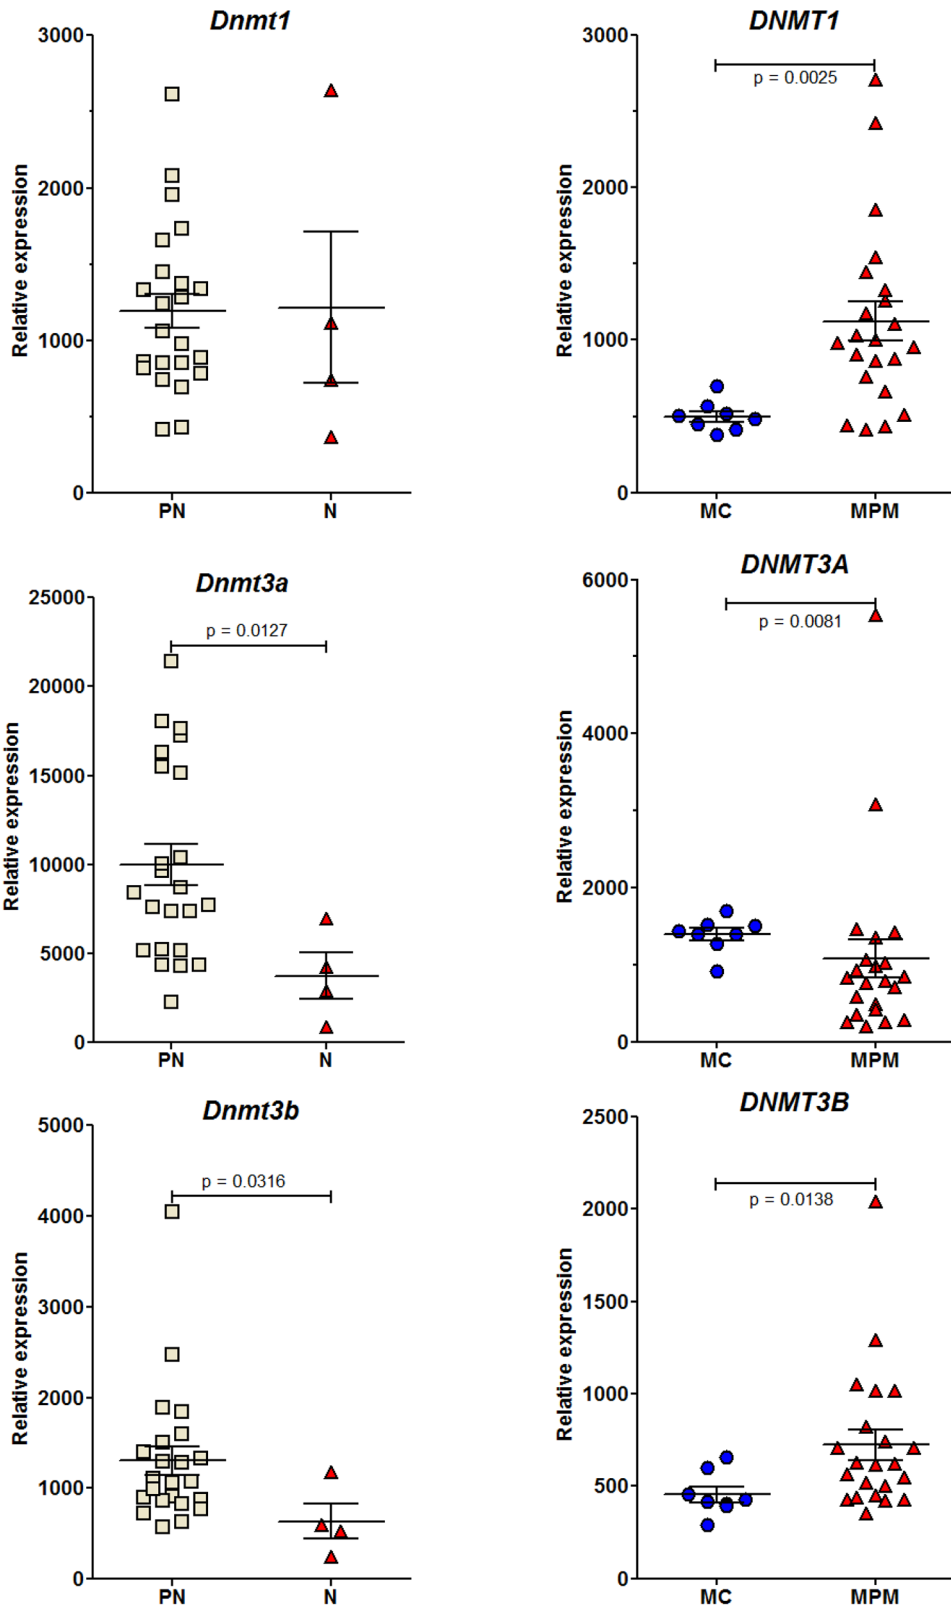 Dnmt1
3000
2000
1000
0
Relative expression
PN
N
DNMT1
3000
2000
1000
0
Relative expression
p = 0.0025
MC
MPM
Dnmt3a
25000
20000
15000
10000
5000
0
Relative expression
p = 0.0127
PN
N
DNMT3A
6000
4000
2000
0
Relative expression
p = 0.0081
MC
MPM
Dnmt3b
5000
4000
3000
2000
1000
0
Relative expression
p = 0.0316
PN
N
DNMT3B
2500
2000
1500
1000
500
0
Relative expression
p = 0.0138
MC
MPM